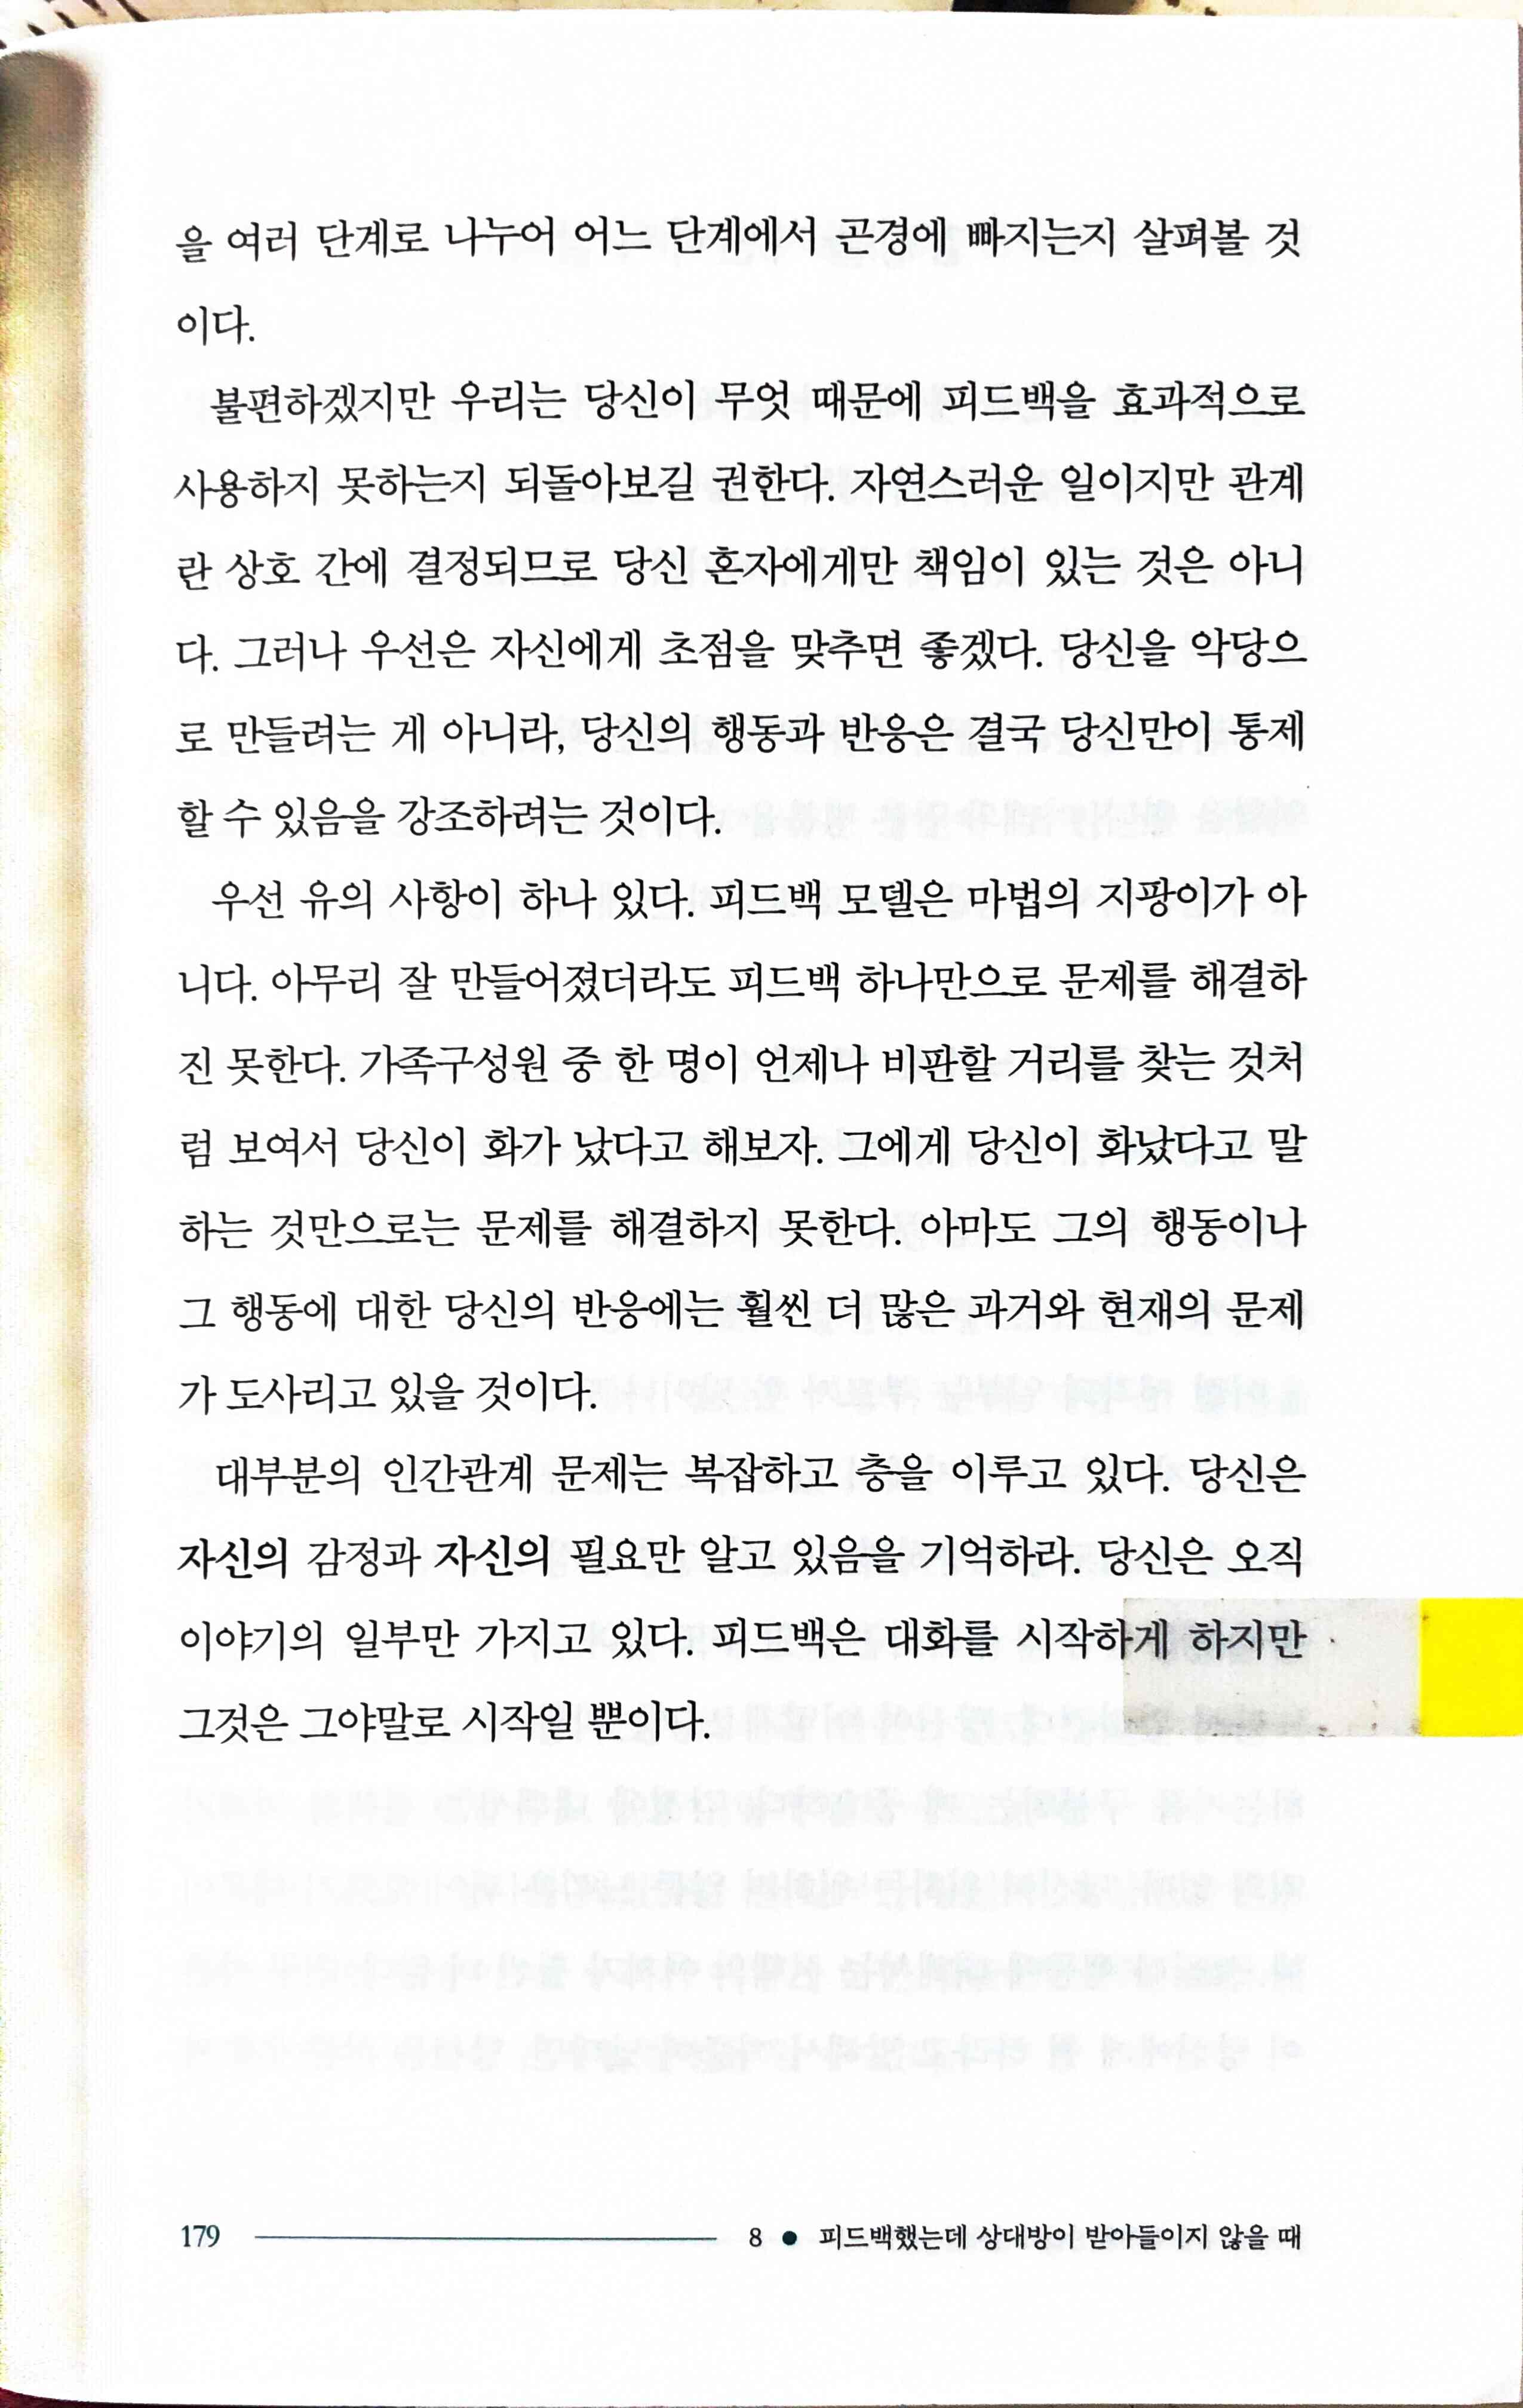 을 여러 단계로 나누어 어느 단계에서 곤경에 빠지는지 살펴볼 것
이다.
불편하겠지만 우리는 당신이 무엇 때문에 피드백을 효과적으로
사용하지 못하는지 되돌아보길 권한다. 자연스러운 일이지만 관계
란 상호 간에 결정되므로 당신 혼자에게만 책임이 있는 것은 아니
다. 그러나 우선은 자신에게 초점을 맞추면 좋겠다. 당신을 악당으
로 만들려는 게 아니라, 당신의 행동과 반응은 결국 당신만이 통제
할 수 있음을 강조하려는 것이다.
우선 유의 사항이 하나 있다. 피드백 모델은 마법의 지팡이가 아
니다. 아무리 잘 만들어졌더라도 피드백 하나만으로 문제를 해결하
진 못한다. 가족구성원 중 한 명이 언제나 비판할 거리를 찾는 것처
럼 보여서 당신이 화가 났다고 해보자. 그에게 당신이 화났다고 말
하는 것만으로는 문제를 해결하지 못한다. 아마도 그의 행동이나
그 행동에 대한 당신의 반응에는 훨씬 더 많은 과거와 현재의 문제
가 도사리고 있을 것이다.
대부분의 인간관계 문제는 복잡하고 층을 이루고 있다. 당신은
자신의 감정과 자신의 필요만 알고 있음을 기억하라. 당신은 오직
이야기의 일부만 가지고 있다. 피드백은 대화를 시작하게 하지만
그것은 그야말로 시작일 뿐이다.
179 8 ● 피드백했는데 상대방이 받아들이지 않을 때